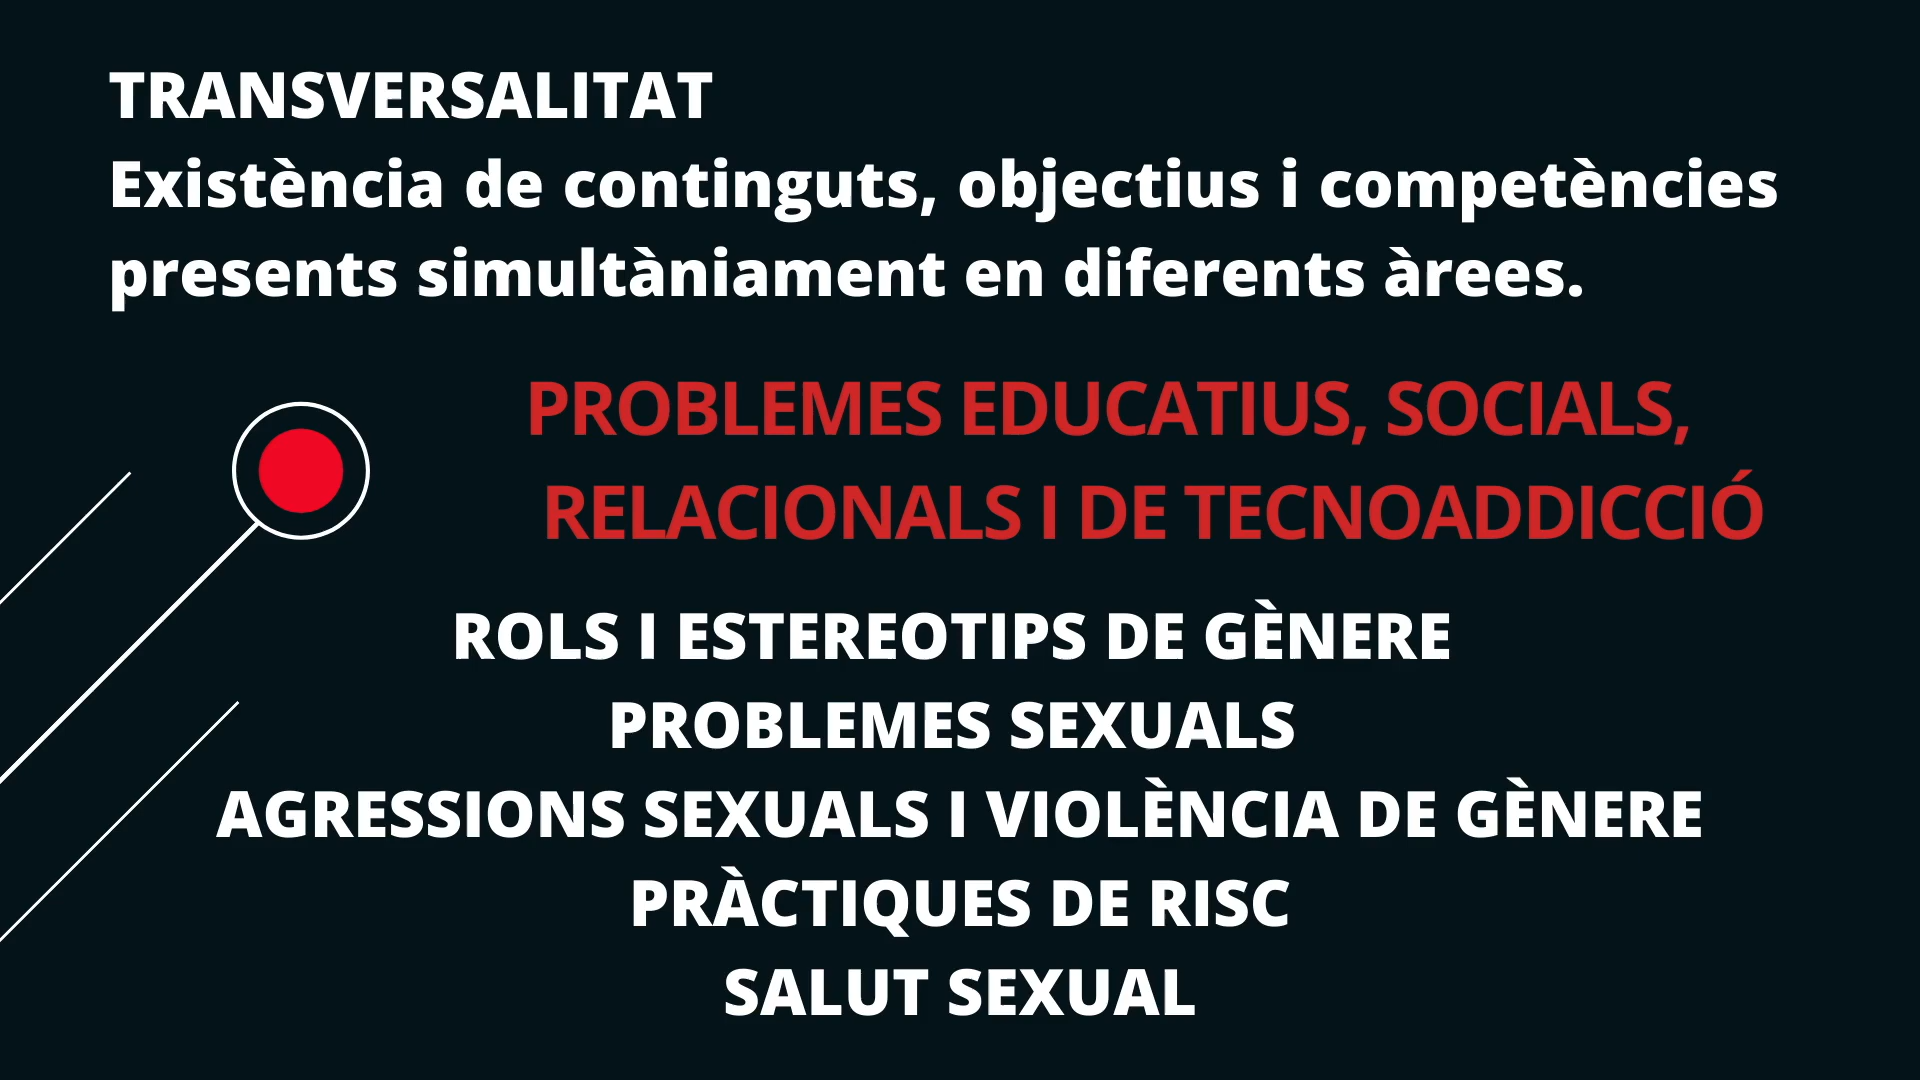 TRANSVERSALITAT
Existència de continguts, objectius i competències
presents simultàniament en diferents àrees.
PROBLEMES EDUCATIUS, SOCIALS,
RELACIONALS I DE TECNOADDICCIÓ
ROLS I ESTEREOTIPS DE GÈNERE
PROBLEMES SEXUALS
AGRESSIONS SEXUALS I VIOLÈNCIA DE GÈNERE
PRÀCTIQUES DE RISC
SALUT SEXUAL